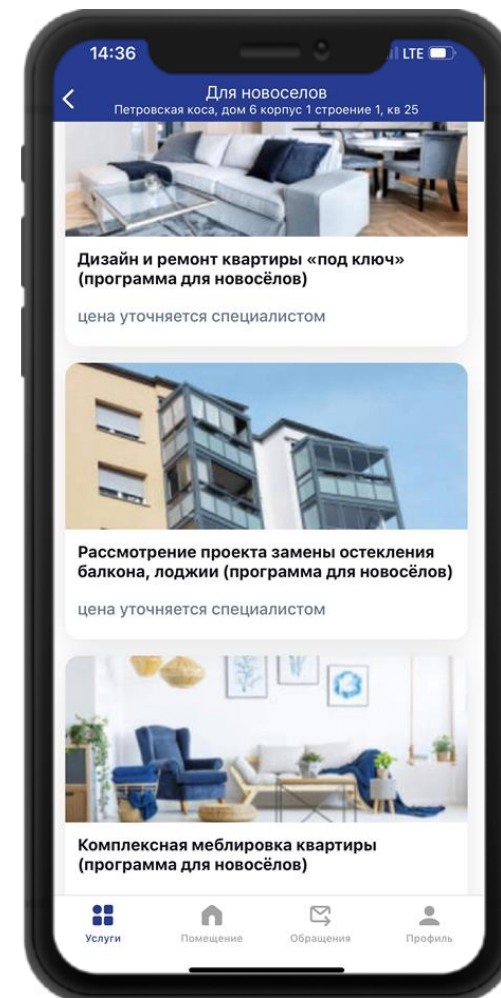 14:36
LTE
Для новоселов
Петровская коса, дом 6 корпус 1 строение 1, кв 25
Дизайн и ремонт квартиры «под ключ»
(программа для новосёлов)
цена уточняется специалистом
Рассмотрение проекта замены остекления
балкона, лоджии (программа для новосёлов)
цена уточняется специалистом
Комплексная меблировка квартиры
(программа для новосёлов)
Услуги
Помещение
Обращения
Профиль